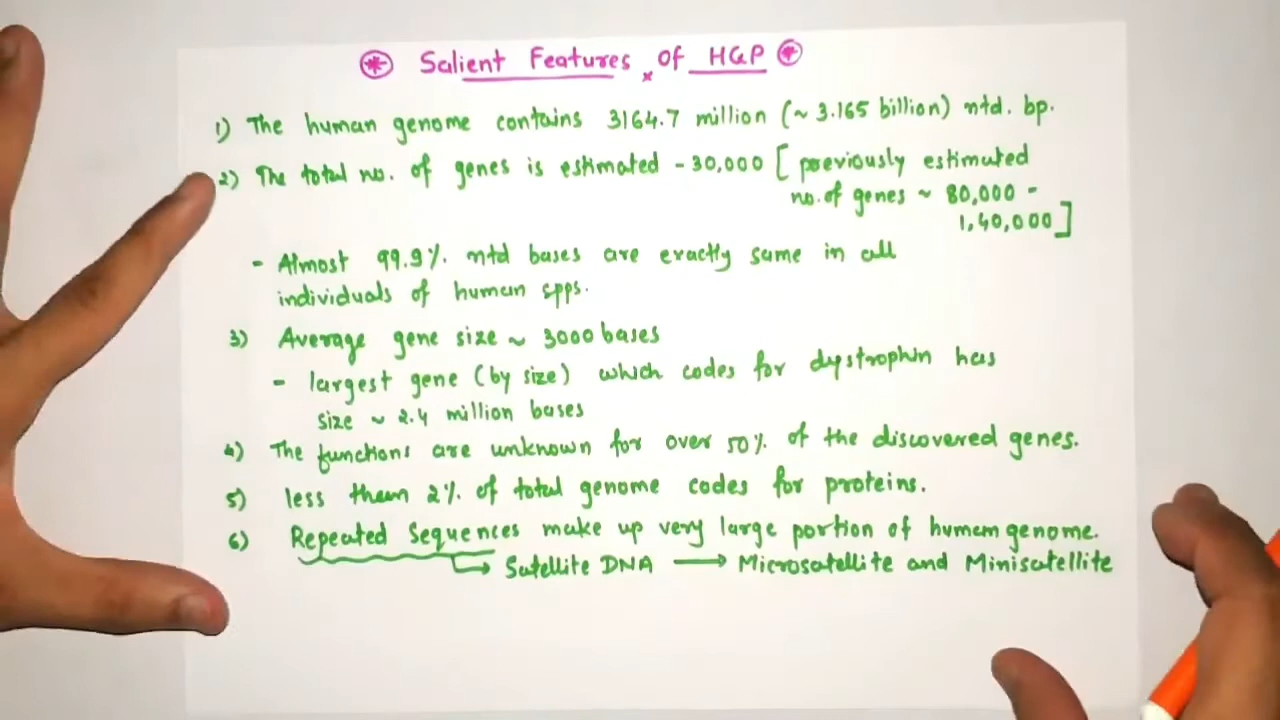 Salient Features of HGP
1) The human genome contains 3164.7 million (~ 3.165 billion) ntd. bp.
2) The total no. of genes is estimated - 30,000 [previously estimated
no. of genes ~ 80,000 -
1,40,000]
- Almost 99.9% ntd bases are exactly same in all
individuals of human spps.
3) Average gene size ~ 3000 bases
- largest gene (by size) which codes for dystrophin has
size ~ 2.4 million bases
4) The functions are unknown for over 50% of the discovered genes.
5) less them 2% of total genome codes for proteins.
6) Repeated Sequences make up very large portion of human genome.
Satellite DNA → Microsatellite and Minisatellite